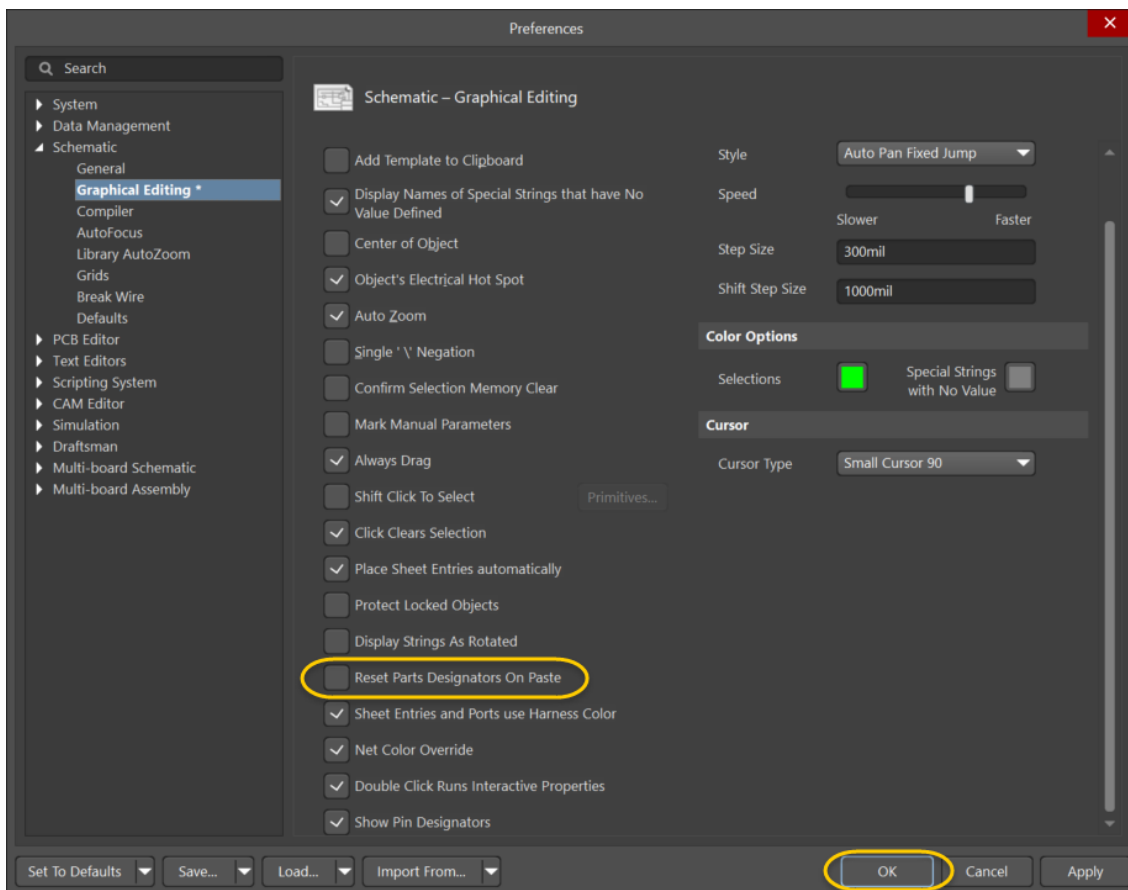 Preferences
Search
System
Data Management
Schematic
General
Graphical Editing *
Compiler
AutoFocus
Library AutoZoom
Grids
Break Wire
Defaults
PCB Editor
Text Editors
Scripting System
CAM Editor
Simulation
Draftsman
Multi-board Schematic
Multi-board Assembly
Schematic – Graphical Editing
Add Template to Clipboard
Display Names of Special Strings that have No
Value Defined
Center of Object
Object's Electrical Hot Spot
Auto Zoom
Single '\' Negation
Confirm Selection Memory Clear
Mark Manual Parameters
Always Drag
Shift Click To Select
Primitives...
Click Clears Selection
Place Sheet Entries automatically
Protect Locked Objects
Display Strings As Rotated
Reset Parts Designators On Paste
Sheet Entries and Ports use Harness Color
Net Color Override
Double Click Runs Interactive Properties
Show Pin Designators
Style
Auto Pan Fixed Jump
Speed
Slower Faster
Step Size
300mil
Shift Step Size
1000mil
Color Options
Selections
Special Strings
with No Value
Cursor
Cursor Type
Small Cursor 90
Set To Defaults
Save...
Load...
Import From...
OK
Cancel
Apply